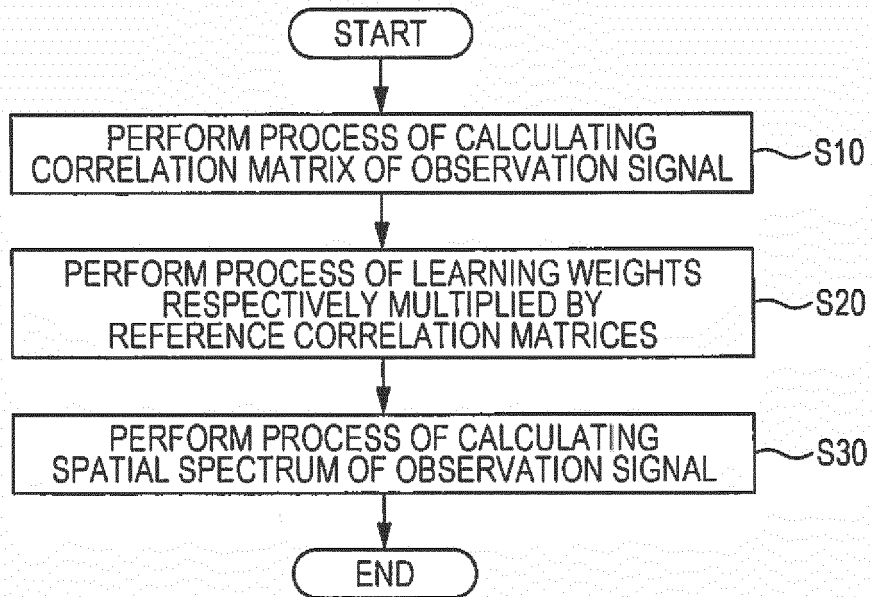 START
PERFORM PROCESS OF CALCULATING
CORRELATION MATRIX OF OBSERVATION SIGNAL
S10
PERFORM PROCESS OF LEARNING WEIGHTS
RESPECTIVELY MULTIPLIED BY
REFERENCE CORRELATION MATRICES
S20
PERFORM PROCESS OF CALCULATING
SPATIAL SPECTRUM OF OBSERVATION SIGNAL
S30
END